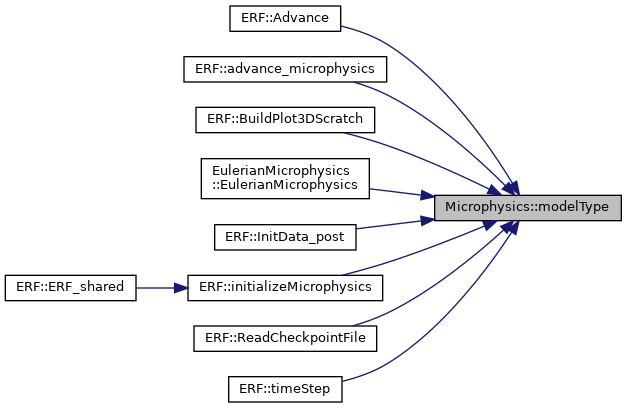 ERF::Advance
ERF::advance_microphysics
ERF::BuildPlot3DScratch
EulerianMicrophysics
::EulerianMicrophysics
Microphysics::modelType
ERF::InitData_post
ERF::ERF_shared
ERF::initializeMicrophysics
ERF::ReadCheckpointFile
ERF::timeStep